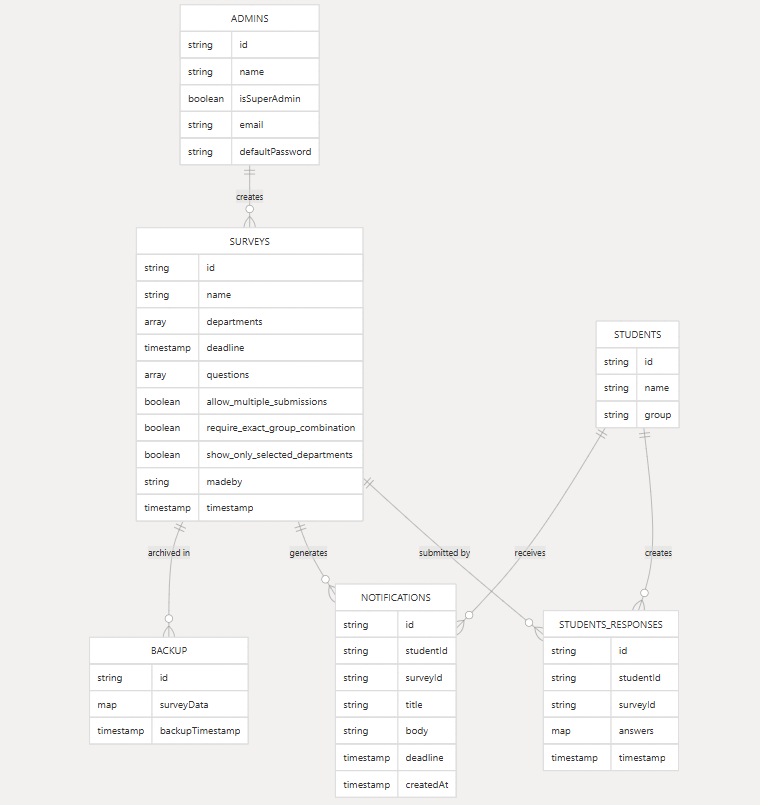 ADMINS
string id
string name
boolean isSuperAdmin
string email
string defaultPassword
creates
SURVEYS
string id
string name
array departments
timestamp deadline
array questions
boolean allow_multiple_submissions
boolean require_exact_group_combination
boolean show_only_selected_departments
string madeby
timestamp timestamp
STUDENTS
string id
string name
string group
archived in
generates
submitted by
receives
creates
BACKUP
string id
map surveyData
timestamp backupTimestamp
NOTIFICATIONS
string id
string studentId
string surveyId
string title
string body
timestamp deadline
timestamp createdAt
STUDENTS_RESPONSES
string id
string studentId
string surveyId
map answers
timestamp timestamp